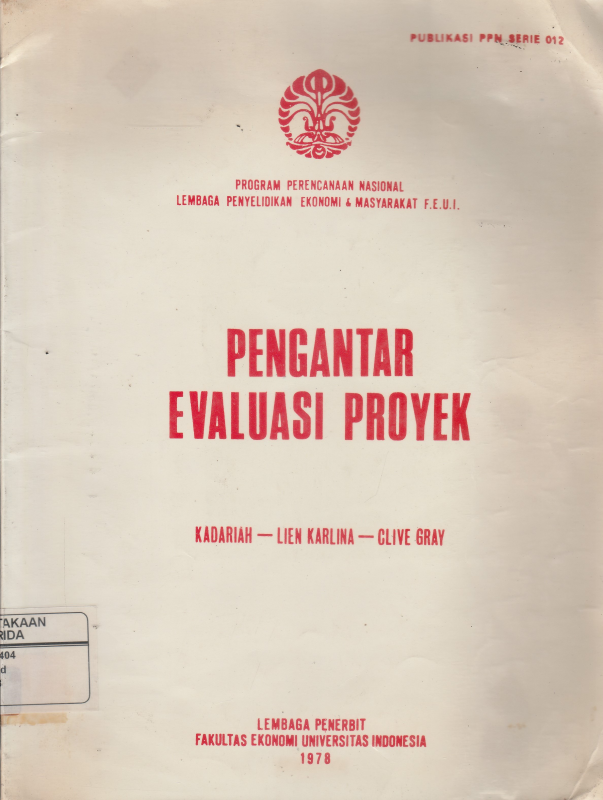 PUBLIKASI PPN SERIE 012
PROGRAM PERENCANAAN NASIONAL
LEMBAGA PENYELIDIKAN EKONOMI & MASYARAKAT F.E.U.I.
PENGANTAR
EVALUASI PROYEK
KADARIAH — LIEN KARLINA — CLIVE GRAY
TAKAAN
RIDA
404
d
LEMBAGA PENERBIT
FAKULTAS EKONOMI UNIVERSITAS INDONESIA
1978